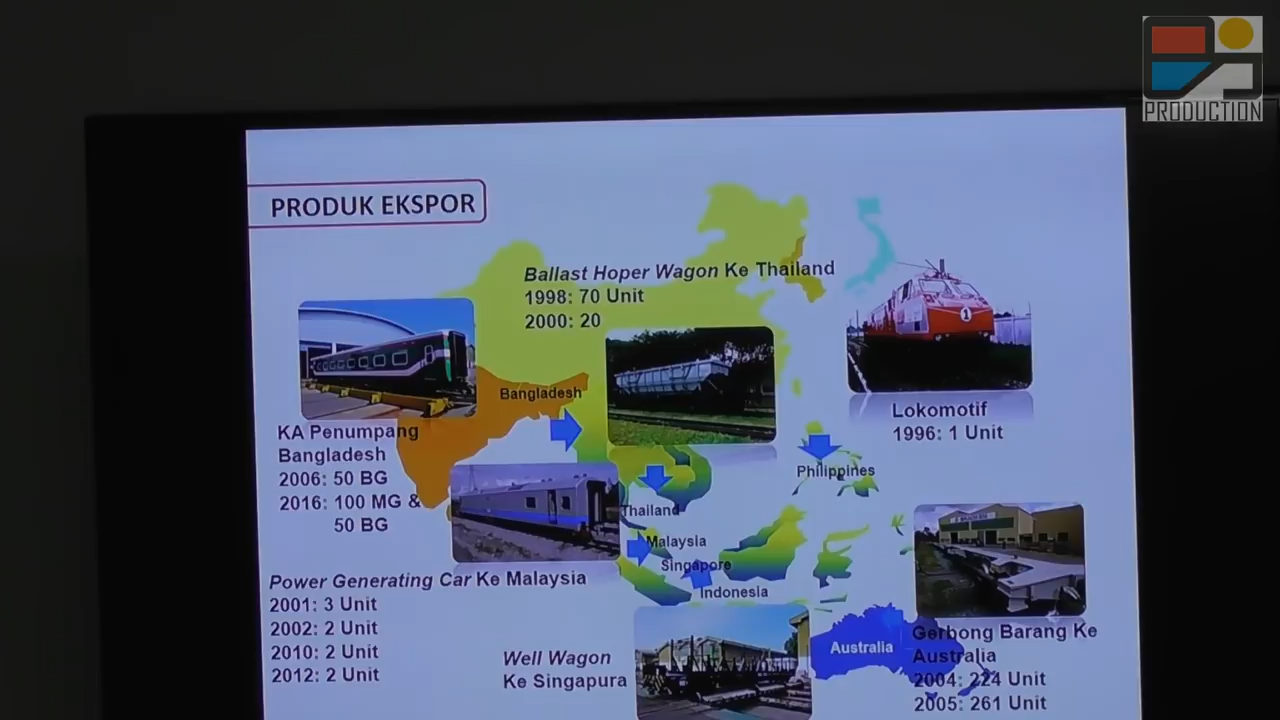 PRODUCTION
PRODUK EKSPOR
Ballast Hoper Wagon Ke Thailand
1998: 70 Unit
2000: 20
1
Bangladesh
KA Penumpang
Bangladesh
2006: 50 BG
2016: 100 MG &
50 BG
Lokomotif
1996: 1 Unit
Philippines
Thailand
Malaysia
Singapore
Indonesia
Power Generating Car Ke Malaysia
2001: 3 Unit
2002: 2 Unit
2010: 2 Unit
2012: 2 Unit
Well Wagon
Ke Singapura
Australia
Gerbong Barang Ke
Australia
2004: 224 Unit
2005: 261 Unit